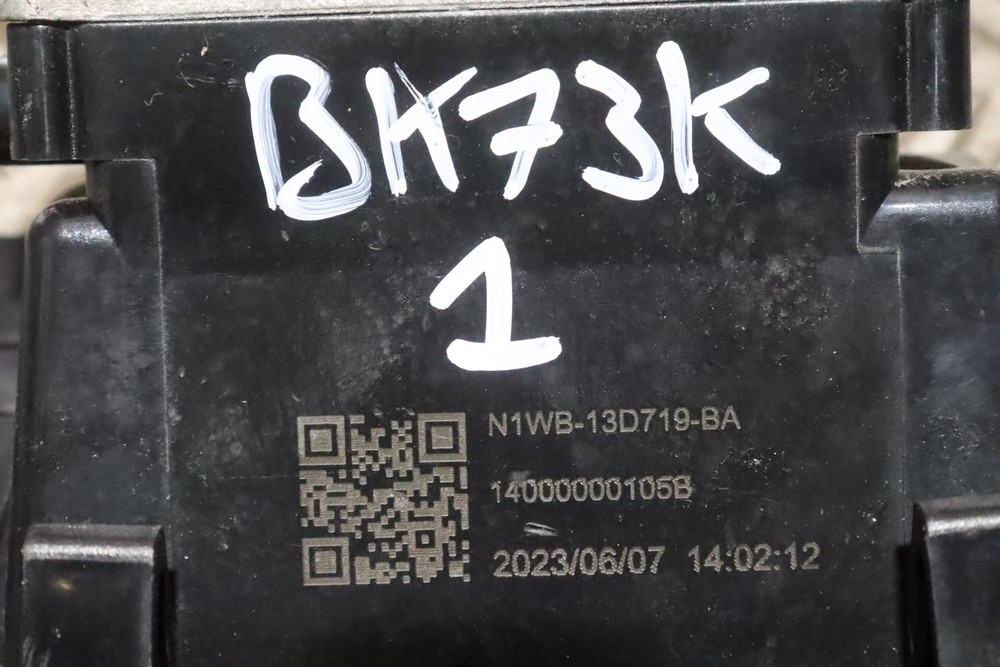 BH73K
1
N1WB-13D719-BA
14000000105B
2023/06/07 14:02:12